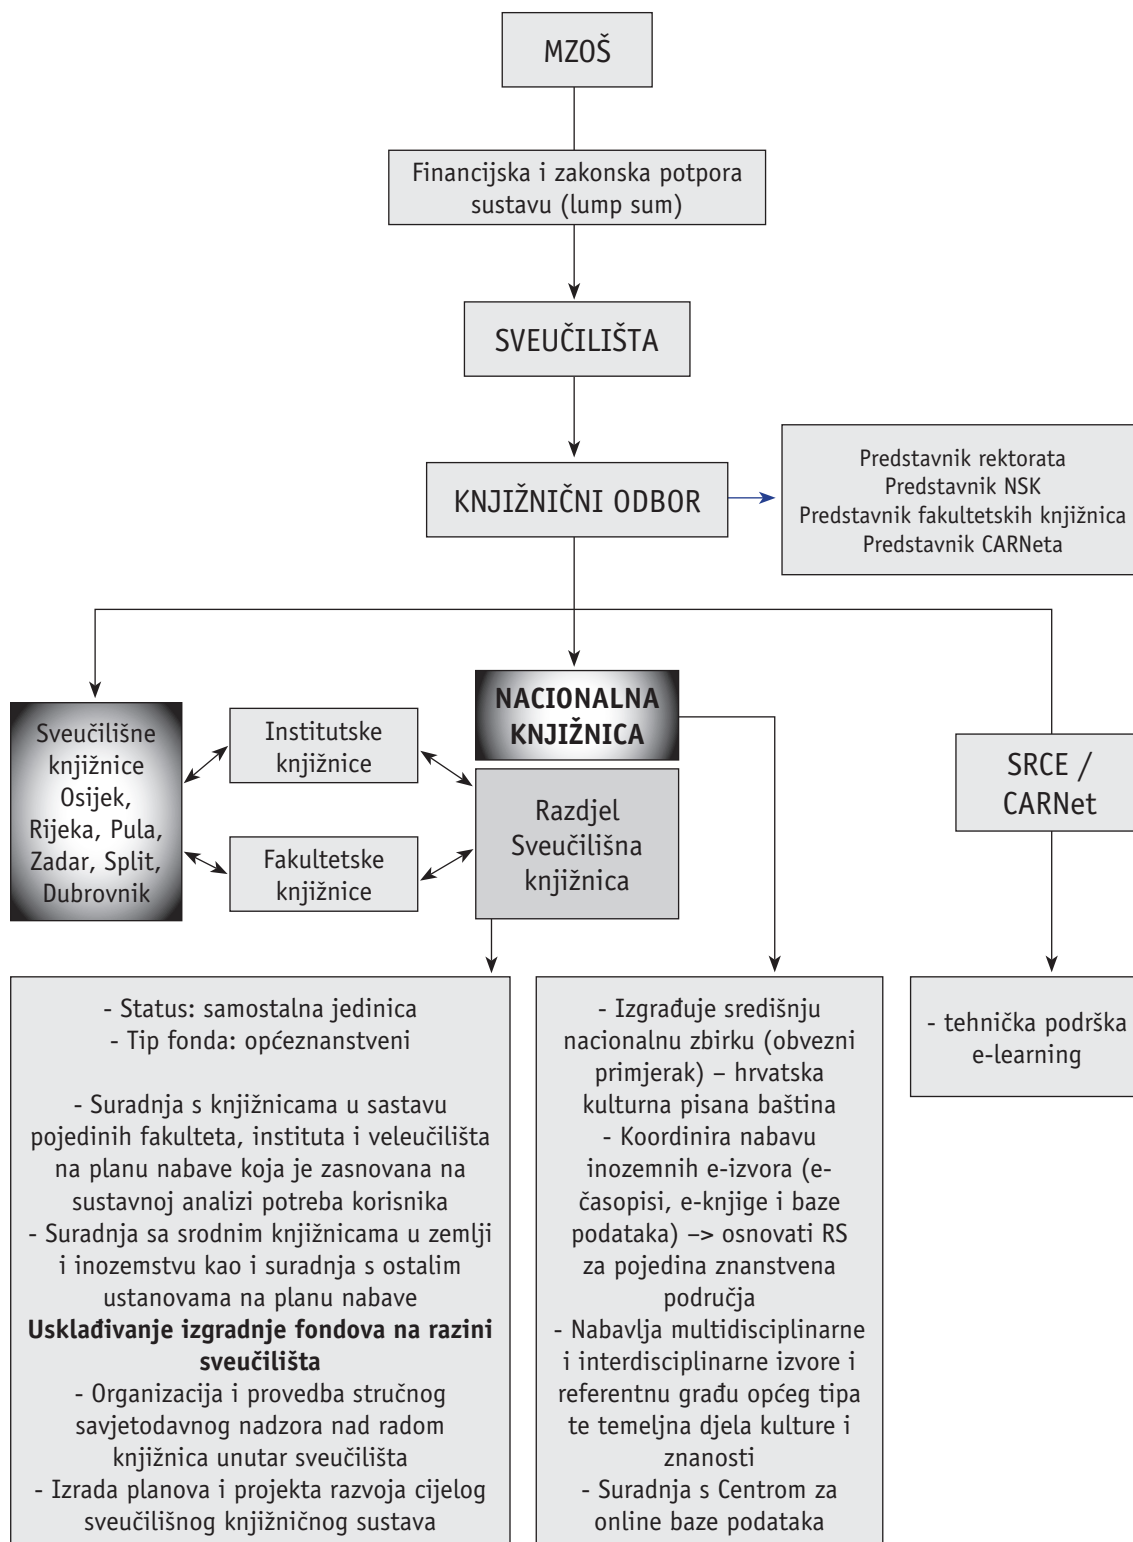 MZOŠ
Financijska i zakonska potpora
sustavu (lump sum)
SVEUČILIŠTA
KNJIŽNIČNI ODBOR
Predstavnik rektorata
Predstavnik NSK
Predstavnik fakultetskih knjižnica
Predstavnik CARNeta
Sveučilišne
knjižnice
Osijek,
Rijeka, Pula,
Zadar, Split,
Dubrovnik
Institutske
knjižnice
Fakultetske
knjižnice
NACIONALNA
KNJIŽNICA
Razdjel
Sveučilišna
knjižnica
SRCE /
CARNet
- Status: samostalna jedinica
- Tip fonda: općeznanstveni
- Suradnja s knjižnicama u sastavu
pojedinih fakulteta, instituta i veleučilišta
na planu nabave koja je zasnovana na
sustavnoj analizi potreba korisnika
- Suradnja sa srodnim knjižnicama u zemlji
i inozemstvu kao i suradnja s ostalim
ustanovama na planu nabave
Usklađivanje izgradnje fondova na razini
sveučilišta
- Organizacija i provedba stručnog
savjetodavnog nadzora nad radom
knjižnica unutar sveučilišta
- Izrada planova i projekta razvoja cijelog
sveučilišnog knjižničnog sustava
- Izgrađuje središnju
nacionalnu zbirku (obvezni
primjerak) – hrvatska
kulturna pisana baština
- Koordinira nabavu
inozemnih e-izvora (e-
časopisi, e-knjige i baze
podataka) –> osnovati RS
za pojedina znanstvena
područja
- Nabavlja multidisciplinarne
i interdisciplinarne izvore i
referentnu građu općeg tipa
te temeljna djela kulture i
znanosti
- Suradnja s Centrom za
online baze podataka
- tehnička podrška
e-learning